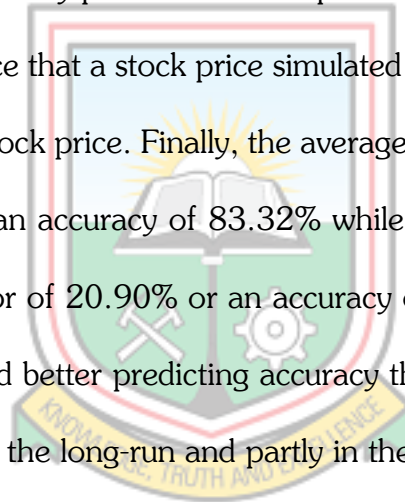 ce that a stock price simulated
ock price. Finally, the average
an accuracy of 83.32% while
or of 20.90% or an accuracy
d better predicting accuracy th
the long-run and partly in the
KNOWLEDGE, TRUTH AND EXCELLENCE